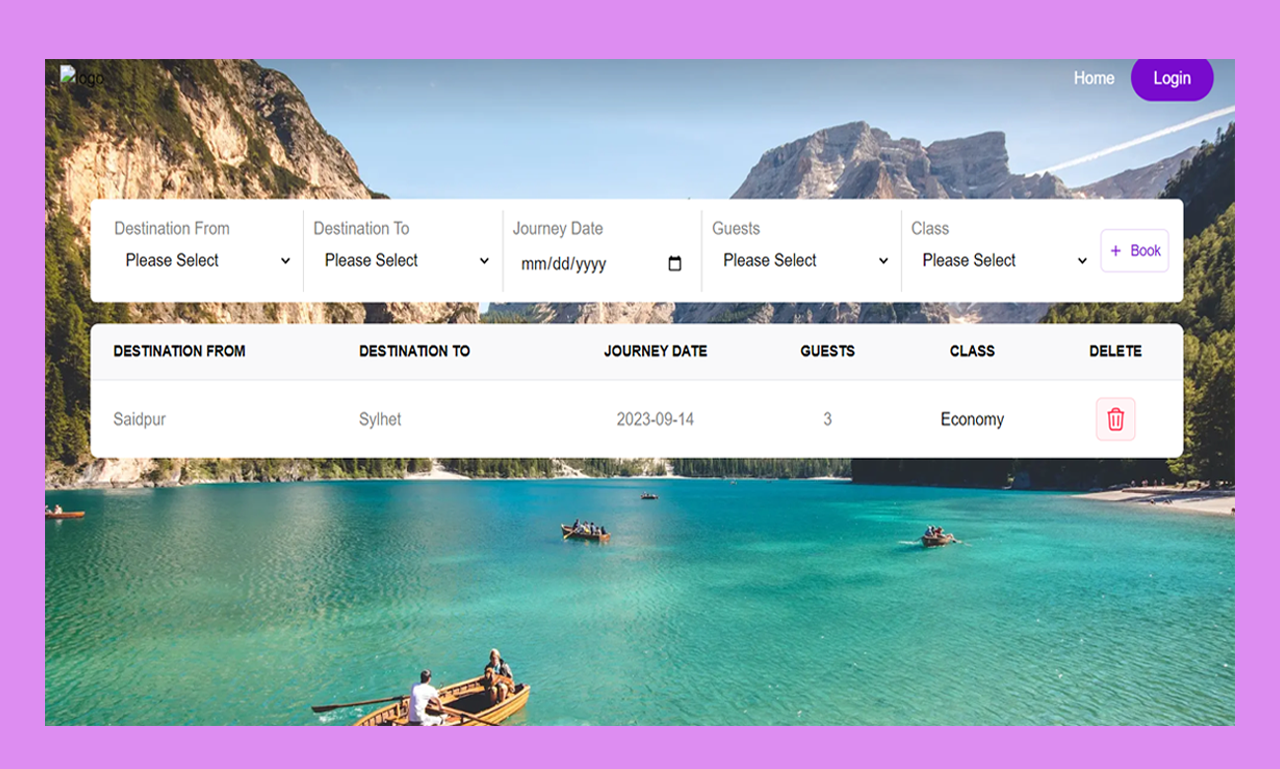 logo
Home
Login
Destination From
Destination To
Journey Date
Guests
Class
Please Select
Please Select
mm/dd/yyyy
Please Select
Please Select
+ Book
DESTINATION FROM
DESTINATION TO
JOURNEY DATE
GUESTS
CLASS
DELETE
Saidpur
Sylhet
2023-09-14
3
Economy